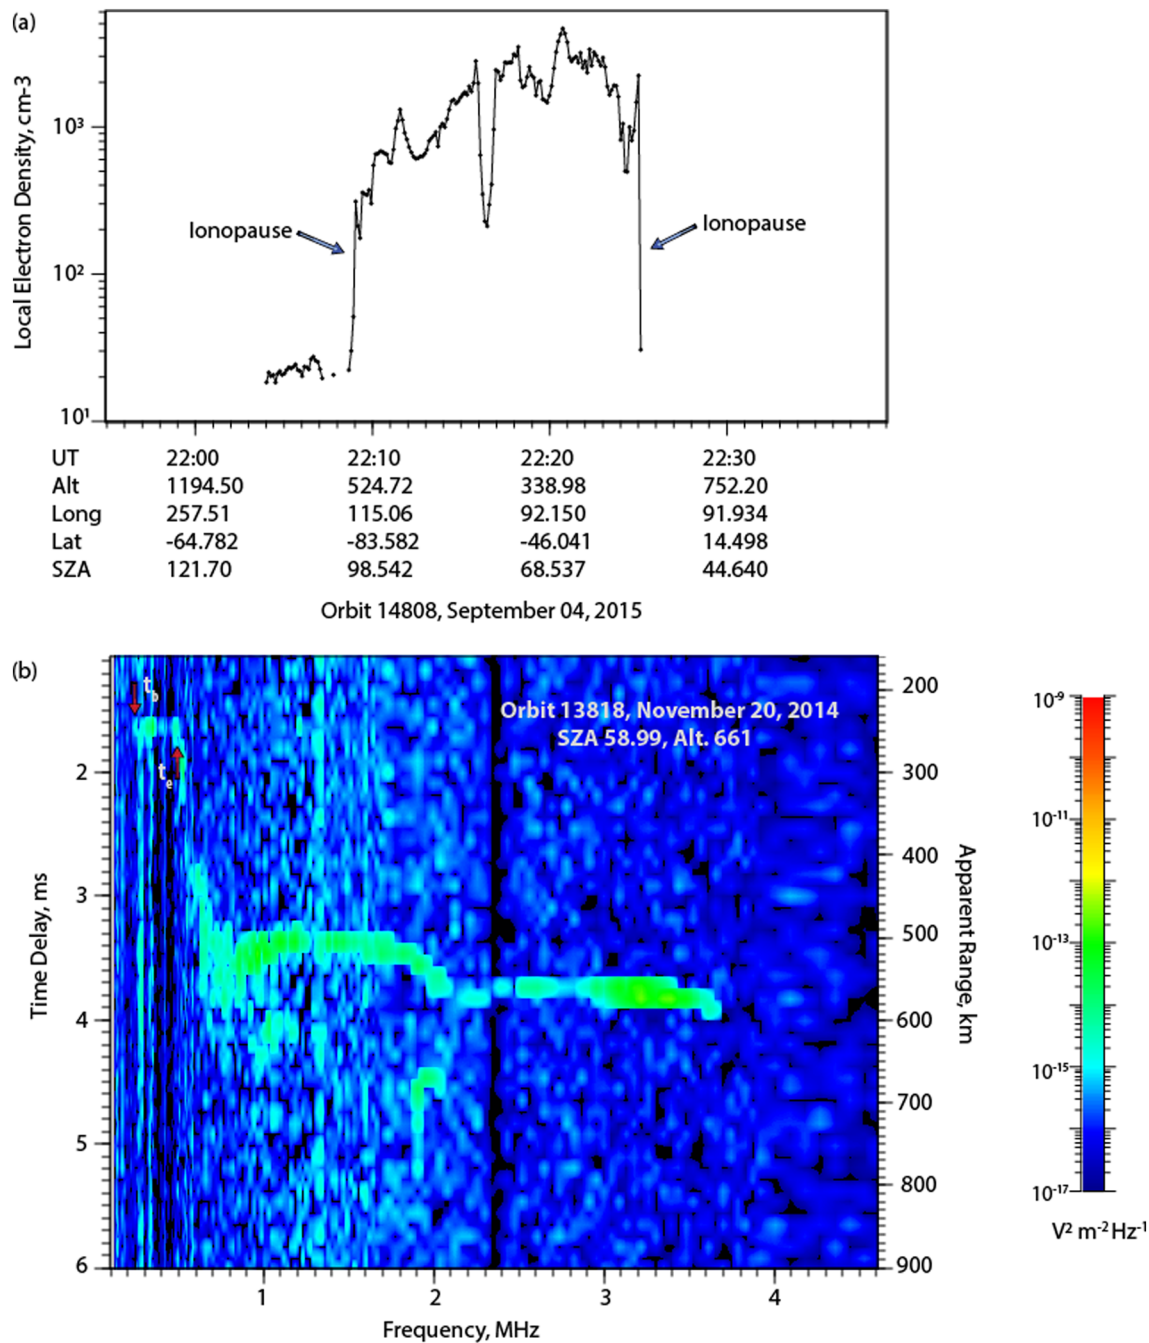 (a)
Local Electron Density, cm-3
10³
10²
10¹
Ionopause
Ionopause
UT 22:00 22:10 22:20 22:30
Alt 1194.50 524.72 338.98 752.20
Long 257.51 115.06 92.150 91.934
Lat -64.782 -83.582 -46.041 14.498
SZA 121.70 98.542 68.537 44.640
Orbit 14808, September 04, 2015
(b)
t_b
t_e
Orbit 13818, November 20, 2014
SZA 58.99, Alt. 661
Time Delay, ms
2
3
4
5
6
200
300
400
500
600
700
800
900
Apparent Range, km
1 2 3 4
Frequency, MHz
10⁻⁹
10⁻¹¹
10⁻¹³
10⁻¹⁵
10⁻¹⁷
V² m⁻² Hz⁻¹